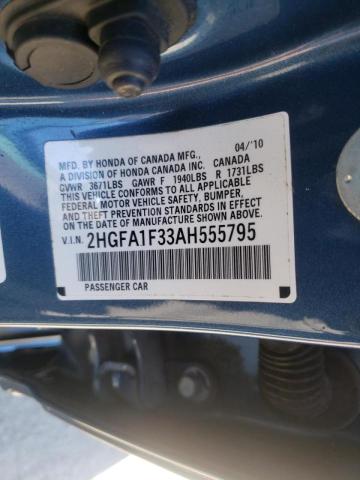 04/'10
MFD. BY HONDA OF CANADA MFG.,
A DIVISION OF HONDA CANADA INC. CANADA
GVWR 3671LBS GAWR F 1940LBS R 1731LBS
THIS VEHICLE CONFORMS TO ALL APPLICABLE
FEDERAL MOTOR VEHICLE SAFETY, BUMPER,
AND THEFT PREVENTION STANDARDS IN EFFECT
ON THE DATE OF MANUFACTURE SHOWN ABOVE.
V.I.N. 2HGFA1F33AH555795
PASSENGER CAR